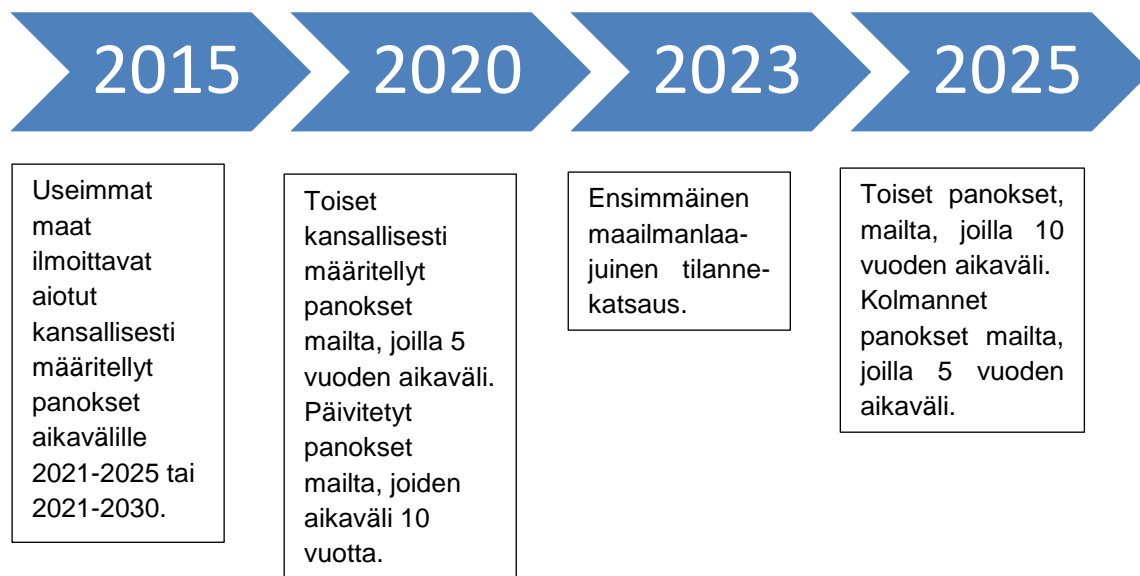 2015
2020
2023
2025
Useimmat
maat
ilmoittavat
aiotut
kansallisesti
määritellyt
panokset
aikavälille
2021-2025 tai
2021-2030.
Toiset
kansallisesti
määritellyt
panokset
mailta, joilla 5
vuoden aikaväli.
Päivitetyt
panokset
mailta, joiden
aikaväli 10
vuotta.
Ensimmäinen
maailmanlaa-
juinen tilanne-
katsaus.
Toiset panokset,
mailta, joilla 10
vuoden aikaväli.
Kolmannet
panokset mailta,
joilla 5 vuoden
aikaväli.